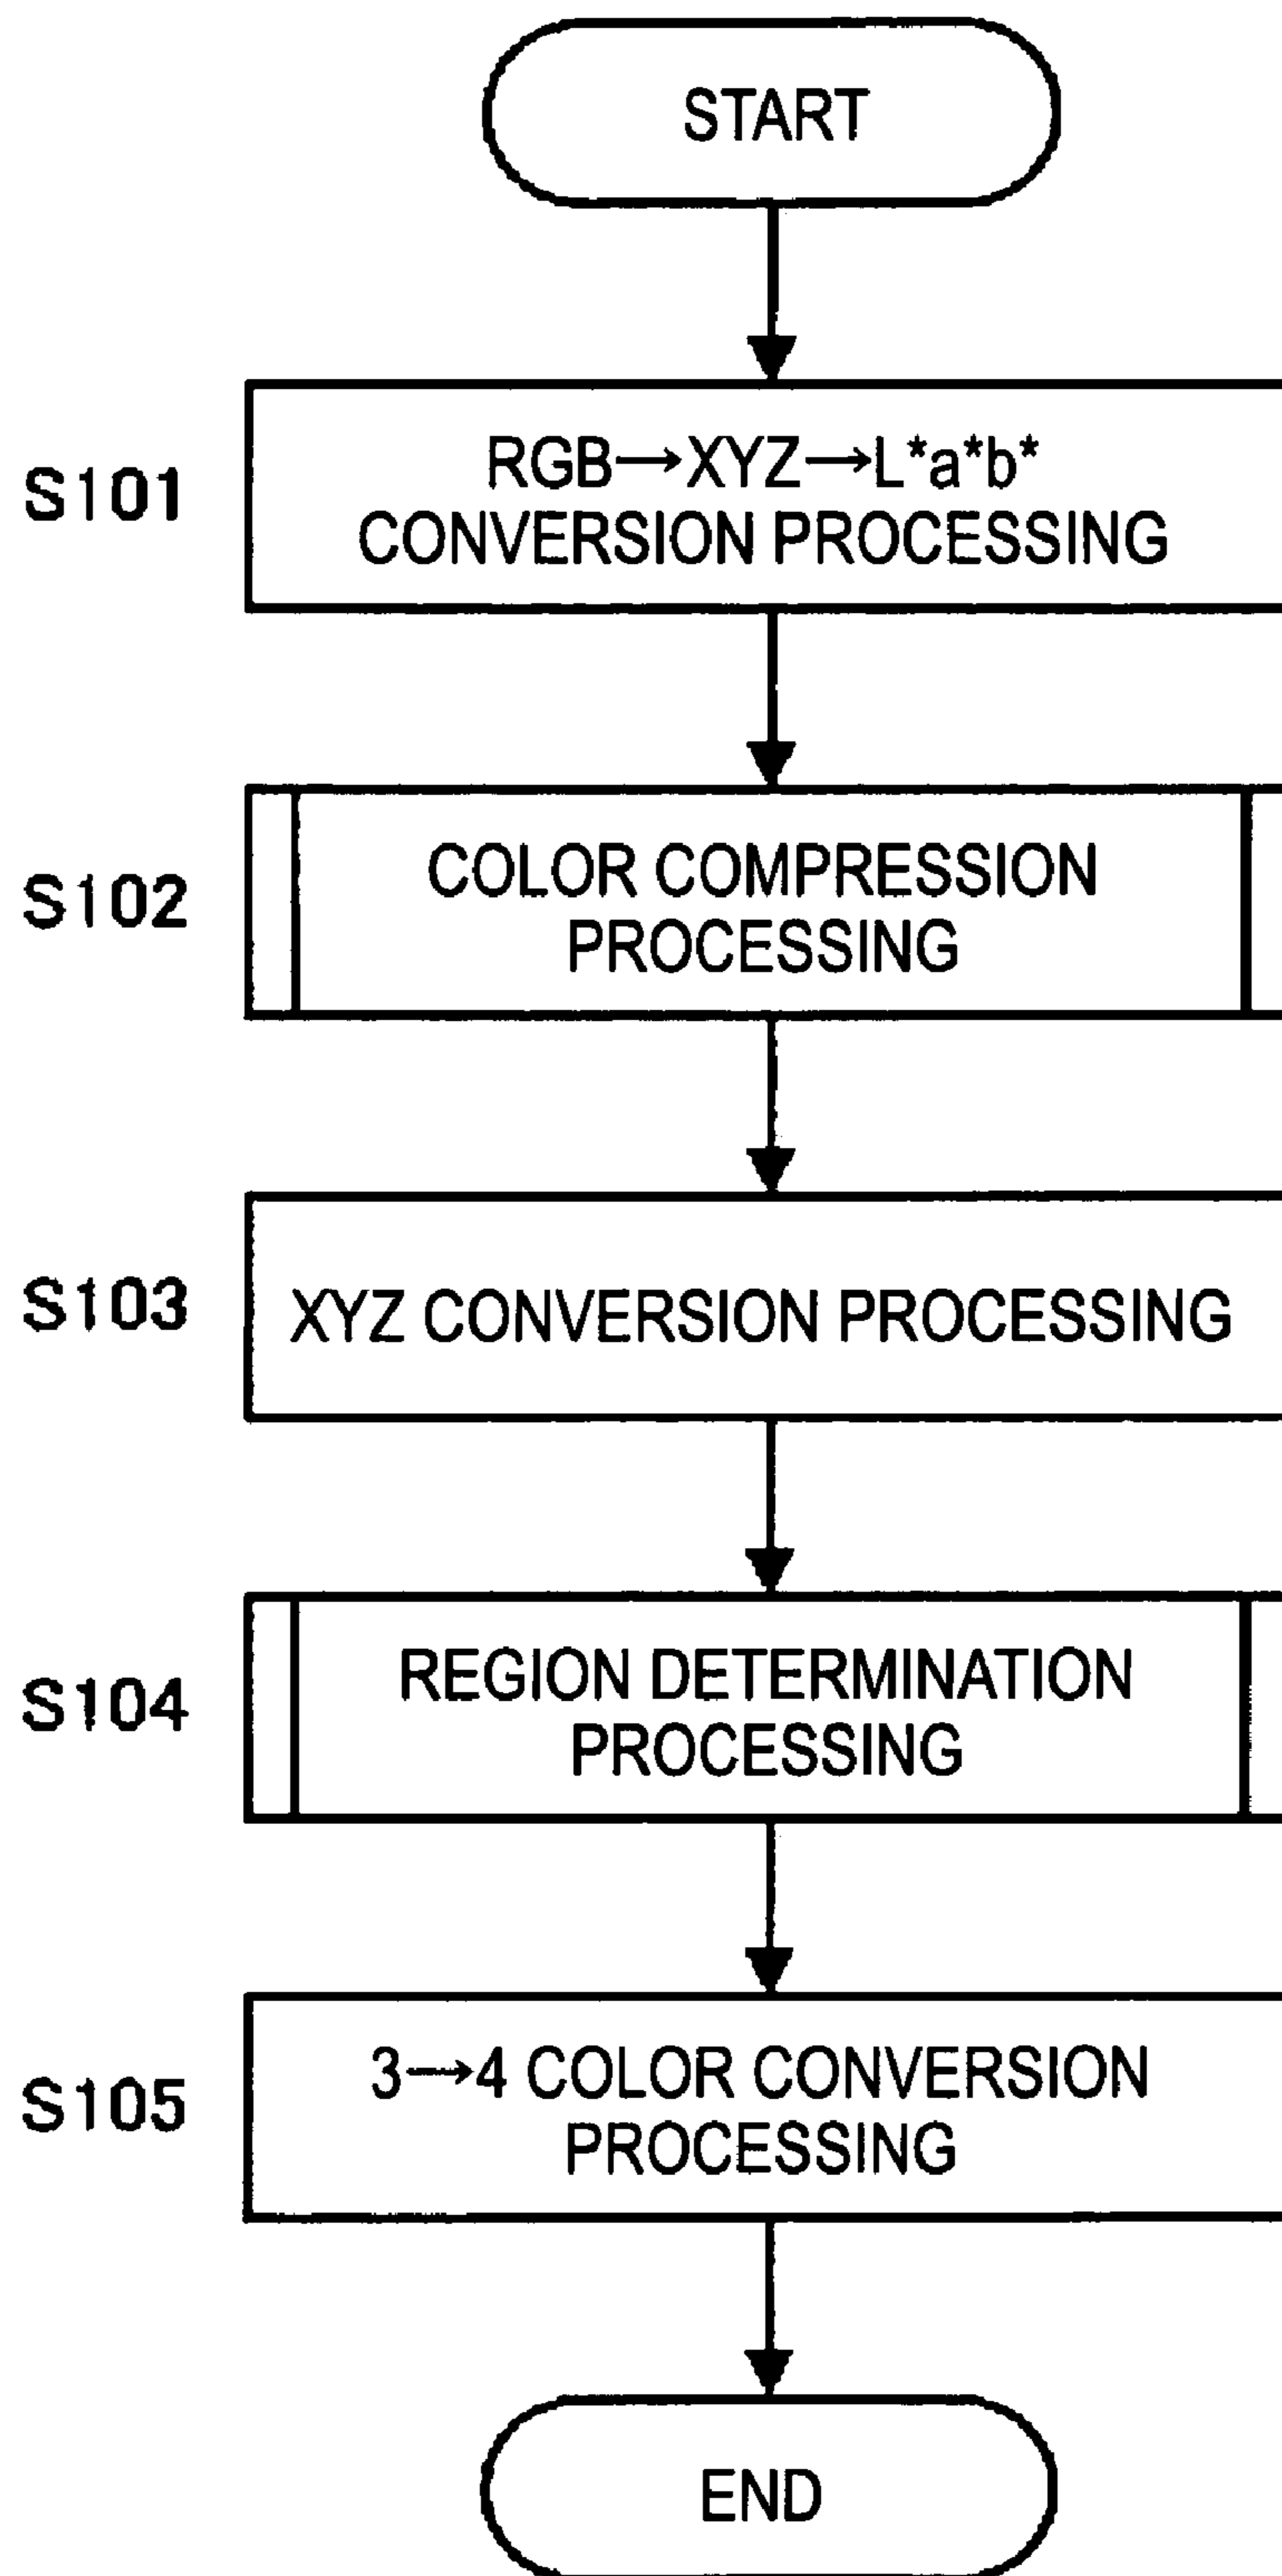 START
S101
RGB→XYZ→L*a*b*
CONVERSION PROCESSING
S102
COLOR COMPRESSION
PROCESSING
S103
XYZ CONVERSION PROCESSING
S104
REGION DETERMINATION
PROCESSING
S105
3→4 COLOR CONVERSION
PROCESSING
END